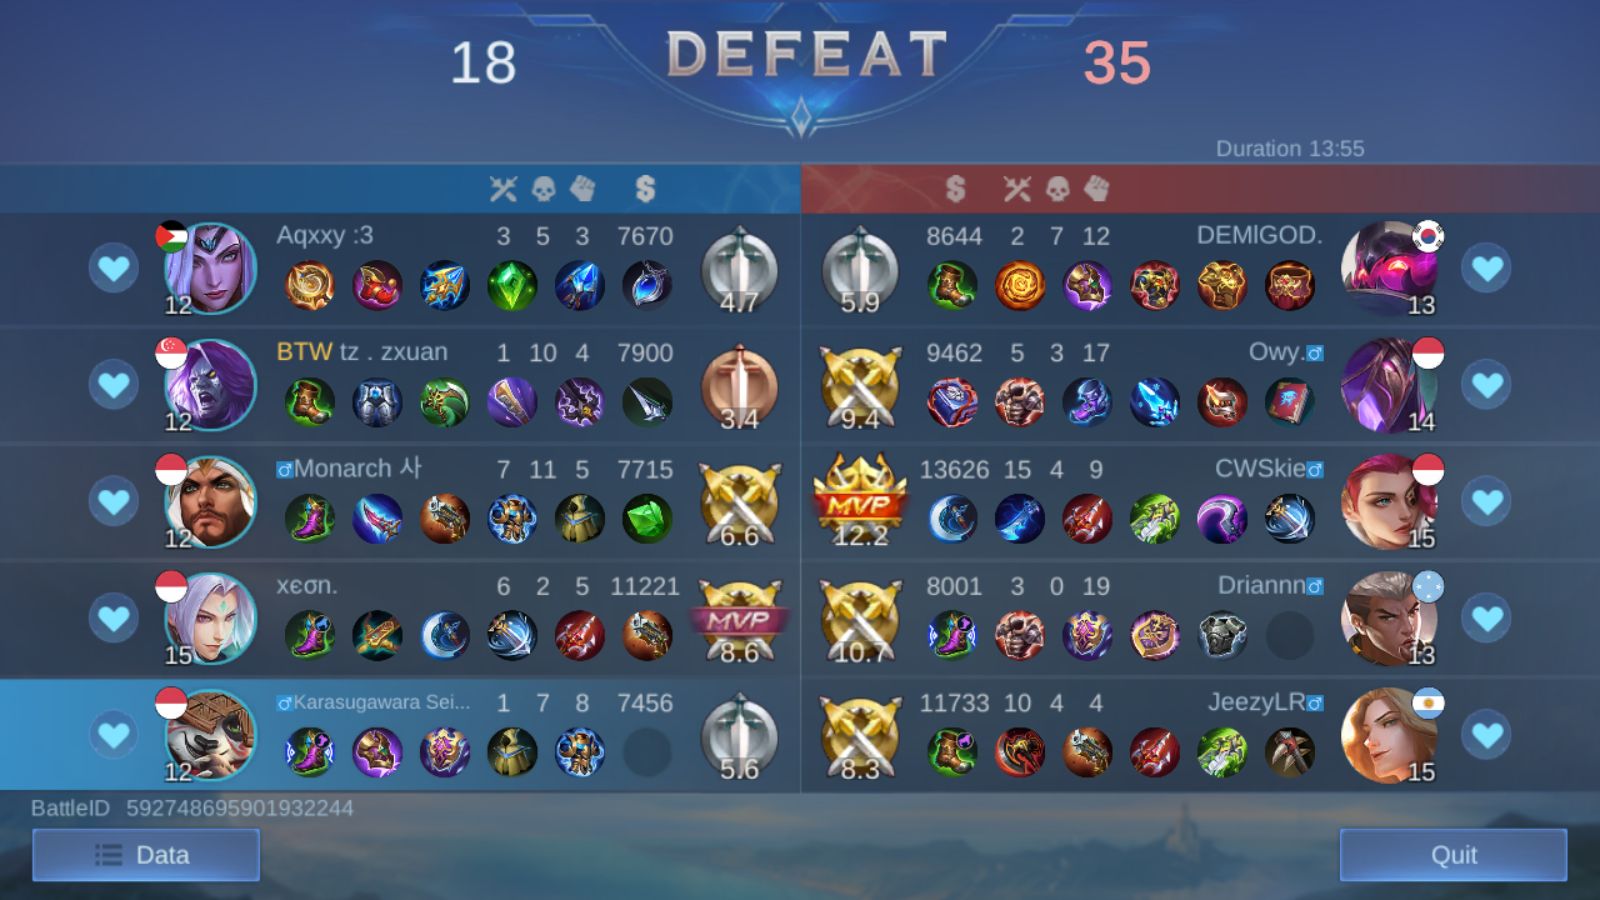 18 DEFEAT 35
Duration 13:55
Aqxxy :3 3 5 3 7670
12 4.7
8644 2 7 12 DEMIGOD.
5.9 13
BTW tz . zxuan 1 10 4 7900
12 3.4
9462 5 3 17 Owy.♂
9.4 14
♂Monarch 사 7 11 5 7715
12 6.6
13626 15 4 9 CWSkie♂
MVP 12.2 15
xєσn. 6 2 5 11221
15 MVP 8.6
8001 3 0 19 Driannn♂
10.7 13
♂Karasugawara Sei... 1 7 8 7456
12 5.6
11733 10 4 4 JeezyLR♂
8.3 15
BattleID 592748695901932244
Data
Quit